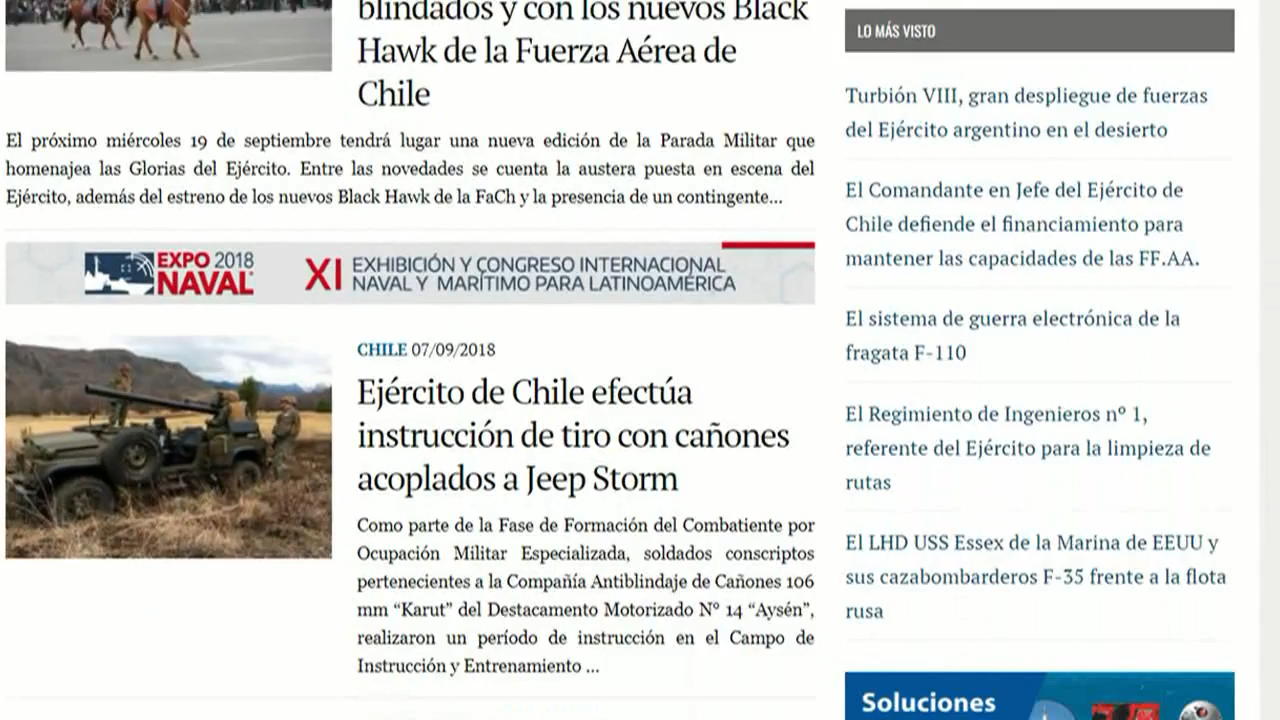 blindados y con los nuevos Black
Hawk de la Fuerza Aérea de
Chile
El próximo miércoles 19 de septiembre tendrá lugar una nueva edición de la Parada Militar que
homenajea las Glorias del Ejército. Entre las novedades se cuenta la austera puesta en escena del
Ejército, además del estreno de los nuevos Black Hawk de la FaCh y la presencia de un contingente...
EXPO 2018
NAVAL
XI
EXHIBICIÓN Y CONGRESO INTERNACIONAL
NAVAL Y MARÍTIMO PARA LATINOAMÉRICA
CHILE 07/09/2018
Ejército de Chile efectúa
instrucción de tiro con cañones
acoplados a Jeep Storm
Como parte de la Fase de Formación del Combatiente por
Ocupación Militar Especializada, soldados conscriptos
pertenecientes a la Compañía Antiblindaje de Cañones 106
mm “Karut” del Destacamento Motorizado Nº 14 “Aysén”,
realizaron un período de instrucción en el Campo de
Instrucción y Entrenamiento ...
LO MÁS VISTO
Turbión VIII, gran despliegue de fuerzas
del Ejército argentino en el desierto
El Comandante en Jefe del Ejército de
Chile defiende el financiamiento para
mantener las capacidades de las FF.AA.
El sistema de guerra electrónica de la
fragata F-110
El Regimiento de Ingenieros nº 1,
referente del Ejército para la limpieza de
rutas
El LHD USS Essex de la Marina de EEUU y
sus cazabombarderos F-35 frente a la flota
rusa
Soluciones